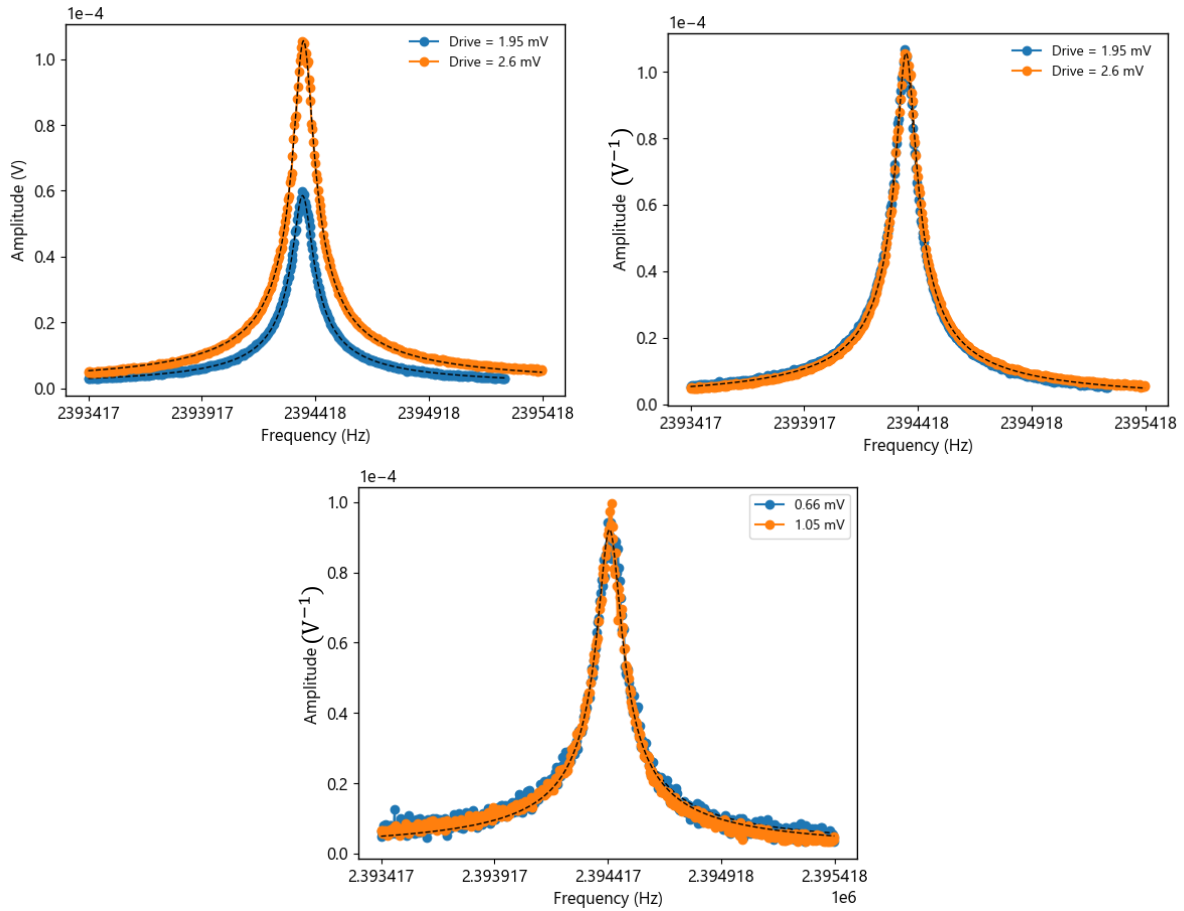 1e−4
Drive = 1.95 mV
Drive = 2.6 mV
1.0
0.8
0.6
0.4
0.2
0.0
Amplitude (V)
2393417 2393917 2394418 2394918 2395418
Frequency (Hz)
1e−4
Drive = 1.95 mV
Drive = 2.6 mV
1.0
0.8
0.6
0.4
0.2
0.0
Amplitude (V⁻¹)
2393417 2393917 2394418 2394918 2395418
Frequency (Hz)
1e−4
0.66 mV
1.05 mV
1.0
0.8
0.6
0.4
0.2
0.0
Amplitude (V⁻¹)
2.393417 2.393917 2.394417 2.394918 2.395418
Frequency (Hz)
1e6